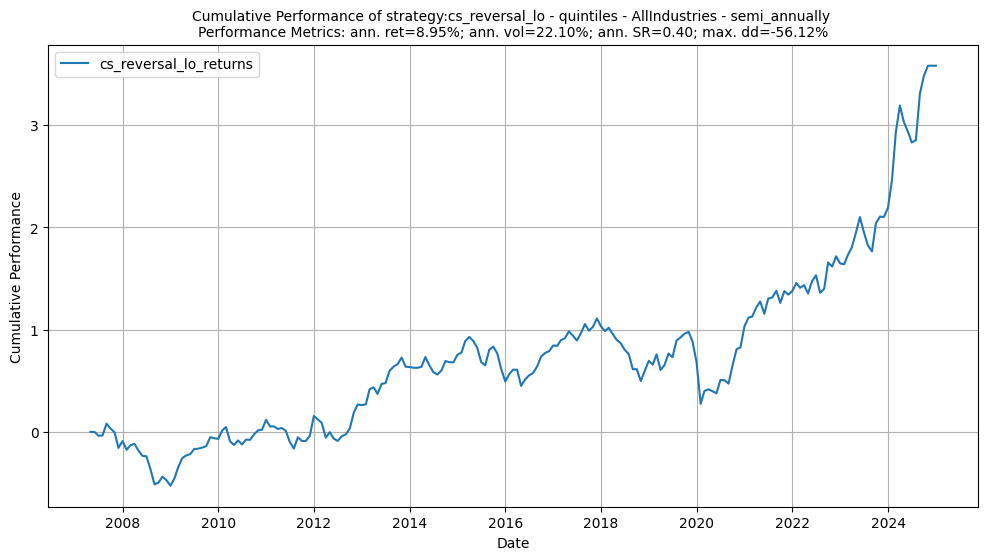 Cumulative Performance of strategy:cs_reversal_lo - quintiles - AllIndustries - semi_annually
Performance Metrics: ann. ret=8.95%; ann. vol=22.10%; ann. SR=0.40; max. dd=-56.12%
cs_reversal_lo_returns
Cumulative Performance
3
2
1
0
2008 2010 2012 2014 2016 2018 2020 2022 2024
Date